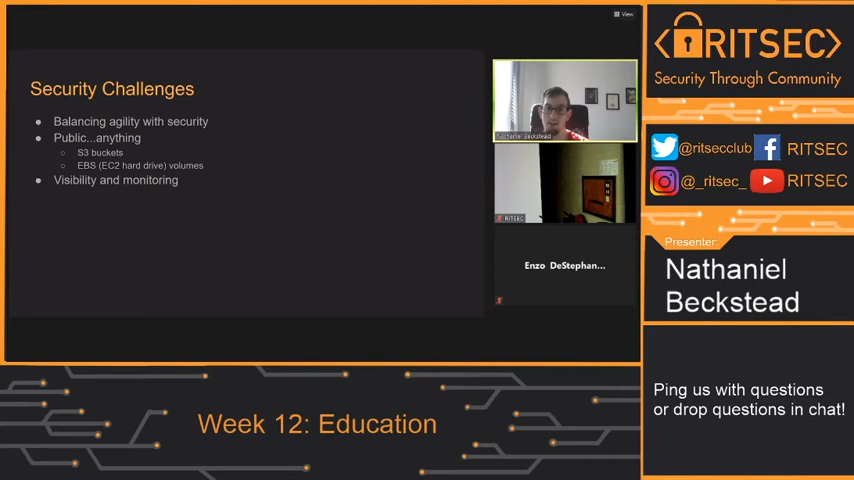 View
Security Challenges
Balancing agility with security
Public...anything
S3 buckets
EBS (EC2 hard drive) volumes
Visibility and monitoring
Nathaniel Beckstead
RITSEC
Enzo DeStephan...
<RITSEC>
Security Through Community
@ritsecclub
RITSEC
@_ritsec_
RITSEC
Presenter:
Nathaniel
Beckstead
Ping us with questions
or drop questions in chat!
Week 12: Education